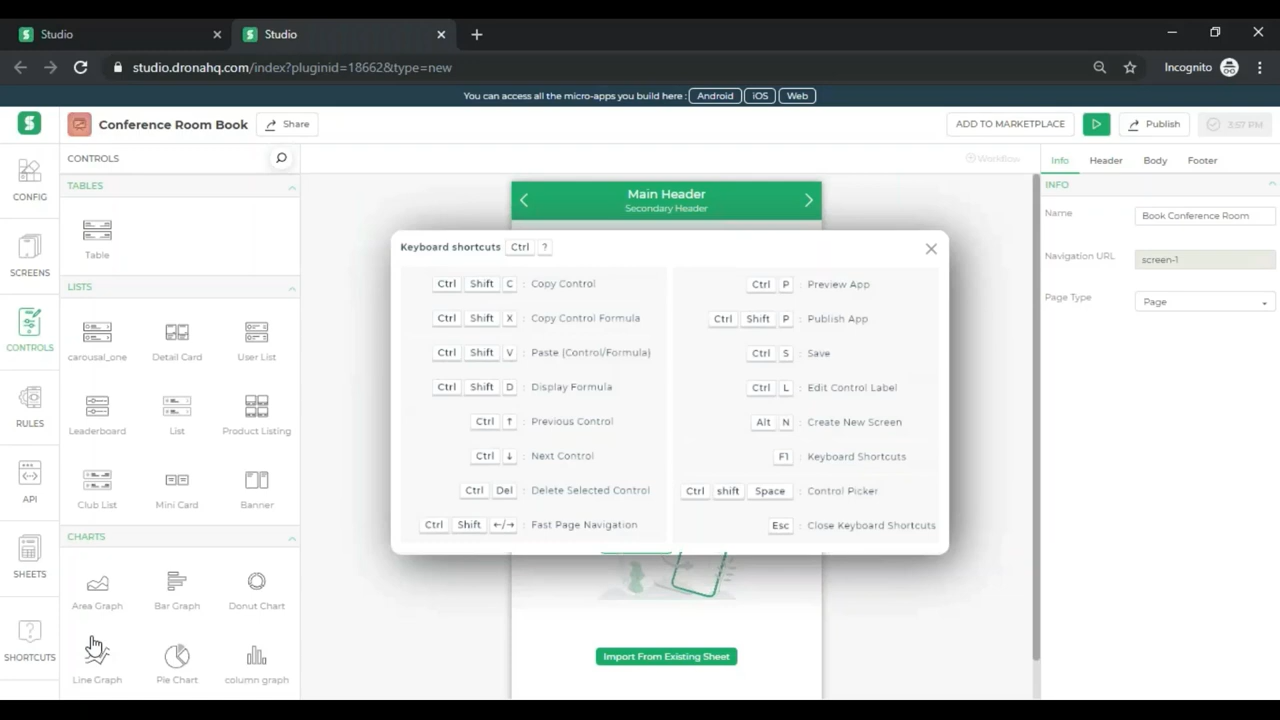 Studio
Studio
studio.dronahq.com/index?pluginid=18662&type=new
Incognito
You can access all the micro-apps you build here :
Android
iOS
Web
Conference Room Book
Share
ADD TO MARKETPLACE
Publish
3:57 PM
CONFIG
SCREENS
CONTROLS
RULES
API
SHEETS
SHORTCUTS
CONTROLS
TABLES
Table
LISTS
carousal_one
Detail Card
User List
Leaderboard
List
Product Listing
Club List
Mini Card
Banner
CHARTS
Area Graph
Bar Graph
Donut Chart
Line Graph
Pie Chart
column graph
Workflow
Main Header
Secondary Header
Keyboard shortcuts Ctrl ?
Ctrl Shift C : Copy Control
Ctrl Shift X : Copy Control Formula
Ctrl Shift V : Paste (Control/Formula)
Ctrl Shift D : Display Formula
Ctrl ↑ : Previous Control
Ctrl ↓ : Next Control
Ctrl Del : Delete Selected Control
Ctrl Shift ←/→ : Fast Page Navigation
Ctrl P : Preview App
Ctrl Shift P : Publish App
Ctrl S : Save
Ctrl L : Edit Control Label
Alt N : Create New Screen
F1 : Keyboard Shortcuts
Ctrl shift Space : Control Picker
Esc : Close Keyboard Shortcuts
Import From Existing Sheet
Info
Header
Body
Footer
INFO
Name
Book Conference Room
Navigation URL
screen-1
Page Type
Page